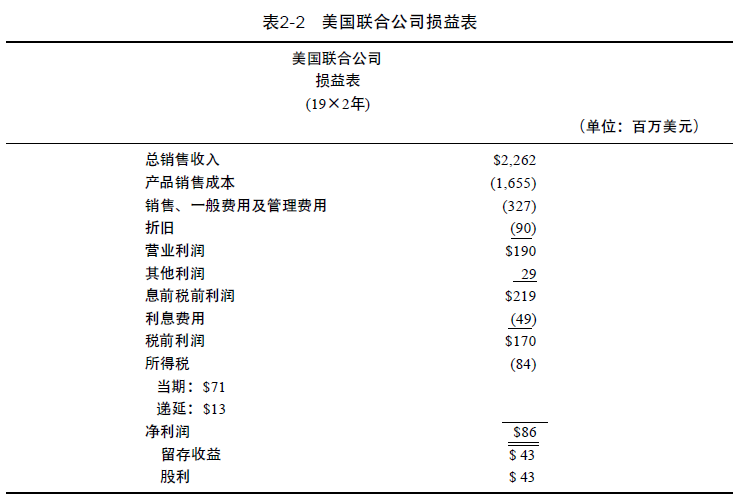 表2-2 美国联合公司损益表
美国联合公司
损益表
(19×2年)
(单位：百万美元)
总销售收入 $2,262
产品销售成本 (1,655)
销售、一般费用及管理费用 (327)
折旧 (90)
营业利润 $190
其他利润 29
息前税前利润 $219
利息费用 (49)
税前利润 $170
所得税 (84)
当期：$71
递延：$13
净利润 $86
留存收益 $ 43
股利 $ 43